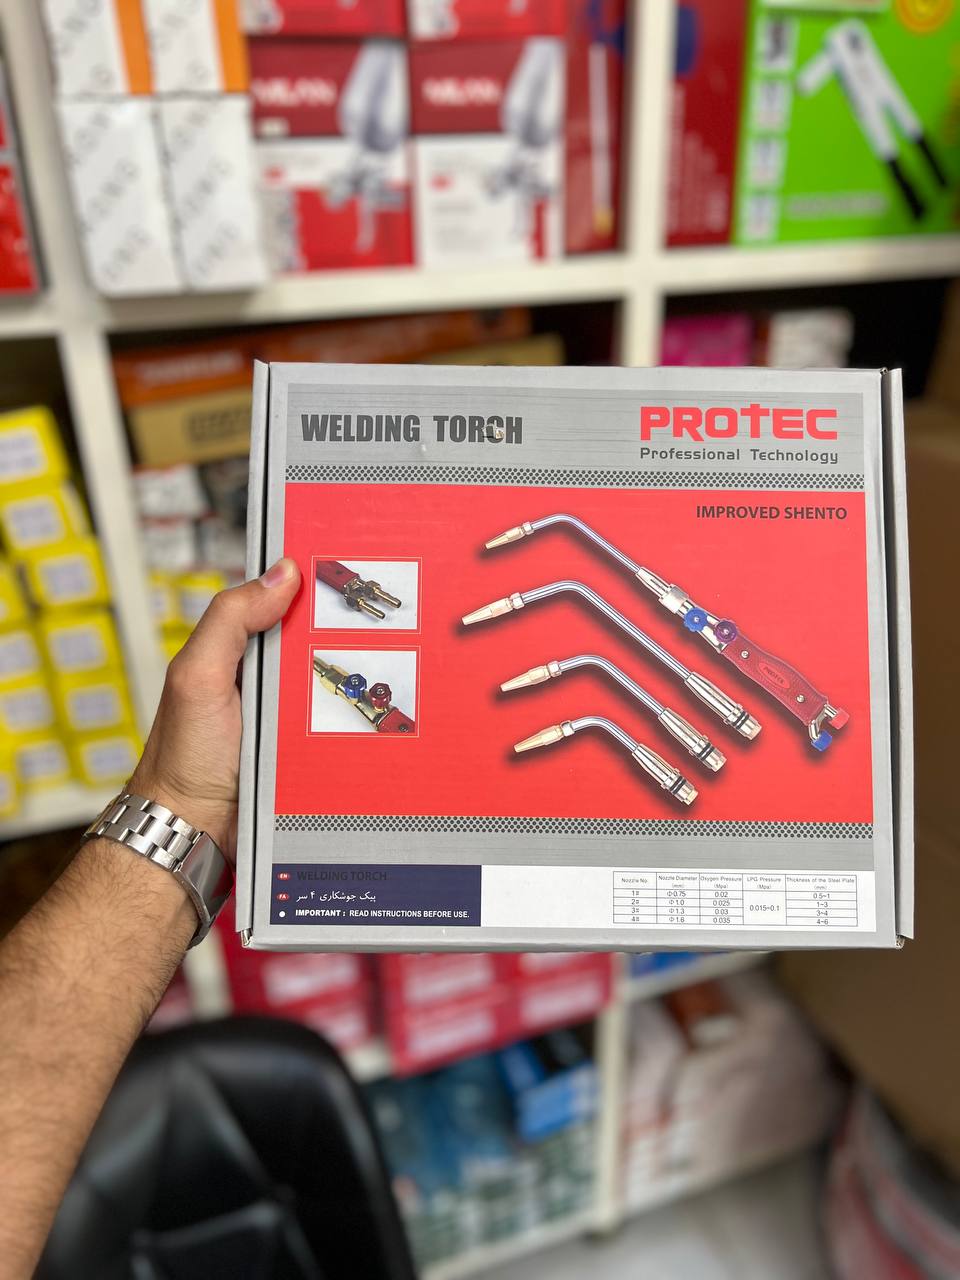 WELDING TORCH
PROTEC
Professional Technology
IMPROVED SHENTO
PROTEC
EN WELDING TORCH
FA پیک جوشکاری ۴ سر
IMPORTANT : READ INSTRUCTIONS BEFORE USE.
Nozzle No. Nozzle Diameter (mm) Oxygen Pressure (Mpa) LPG Pressure (Mpa) Thickness of the Steel Plate (mm)
1# Φ0.75 0.02 0.015~0.1 0.5~1
2# Φ1.0 0.025 1~3
3# Φ1.3 0.03 3~4
4# Φ1.6 0.035 4~6